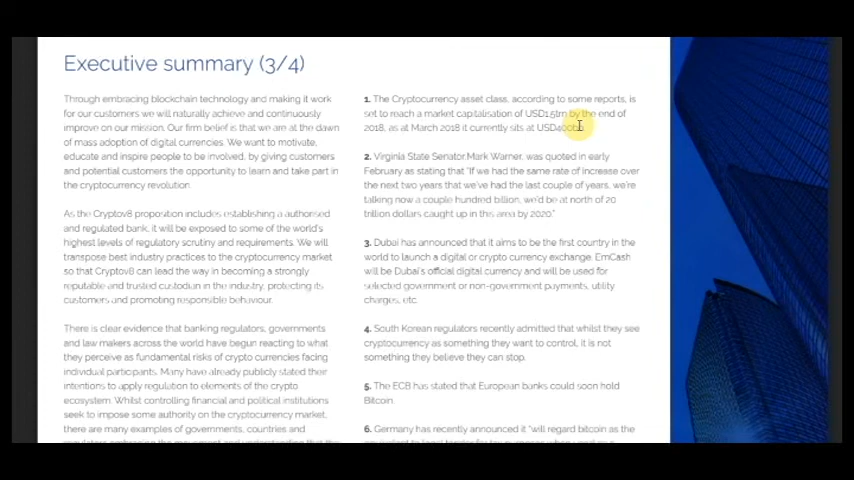 Executive summary (3/4)
Through embracing blockchain technology and making it work
for our customers we will naturally achieve and continuously
improve on our mission. Our firm belief is that we are at the dawn
of mass adoption of digital currencies. We want to motivate,
educate and inspire people to be involved, by giving customers
and potential customers the opportunity to learn and take part in
the cryptocurrency revolution.
As the Cryptov8 proposition includes establishing a authorised
and regulated bank, it will be exposed to some of the world's
highest levels of regulatory scrutiny and requirements. We will
transpose best industry practices to the cryptocurrency market
so that Cryptov8 can lead the way in becoming a strongly
reputable and trusted custodian in the industry, protecting its
customers and promoting responsible behaviour.
There is clear evidence that banking regulators, governments
and law makers across the world have begun reacting to what
they perceive as fundamental risks of crypto currencies facing
individual participants. Many have already publicly stated their
intentions to apply regulation to elements of the crypto
ecosystem. Whilst controlling financial and political institutions
seek to impose some authority on the cryptocurrency market,
there are many examples of governments, countries and
1. The Cryptocurrency asset class, according to some reports, is
set to reach a market capitalisation of USD1.5trn by the end of
2018, as at March 2018 it currently sits at
2. Virginia State Senator Mark Warner, was quoted in early
February as stating that "If we had the same rate of increase over
the next two years that we've had the last couple of years, we're
talking now a couple hundred billion, we'd be at north of 20
trillion dollars caught up in this area by 2020."
3. Dubai has announced that it aims to be the first country in the
world to launch a digital or crypto currency exchange. EmCash
will be Dubai's official digital currency and will be used for
selected government or non-government payments, utility
charges, etc.
4. South Korean regulators recently admitted that whilst they see
cryptocurrency as something they want to control, it is not
something they believe they can stop.
5. The ECB has stated that European banks could soon hold
Bitcoin.
6. Germany has recently announced it "will regard bitcoin as the